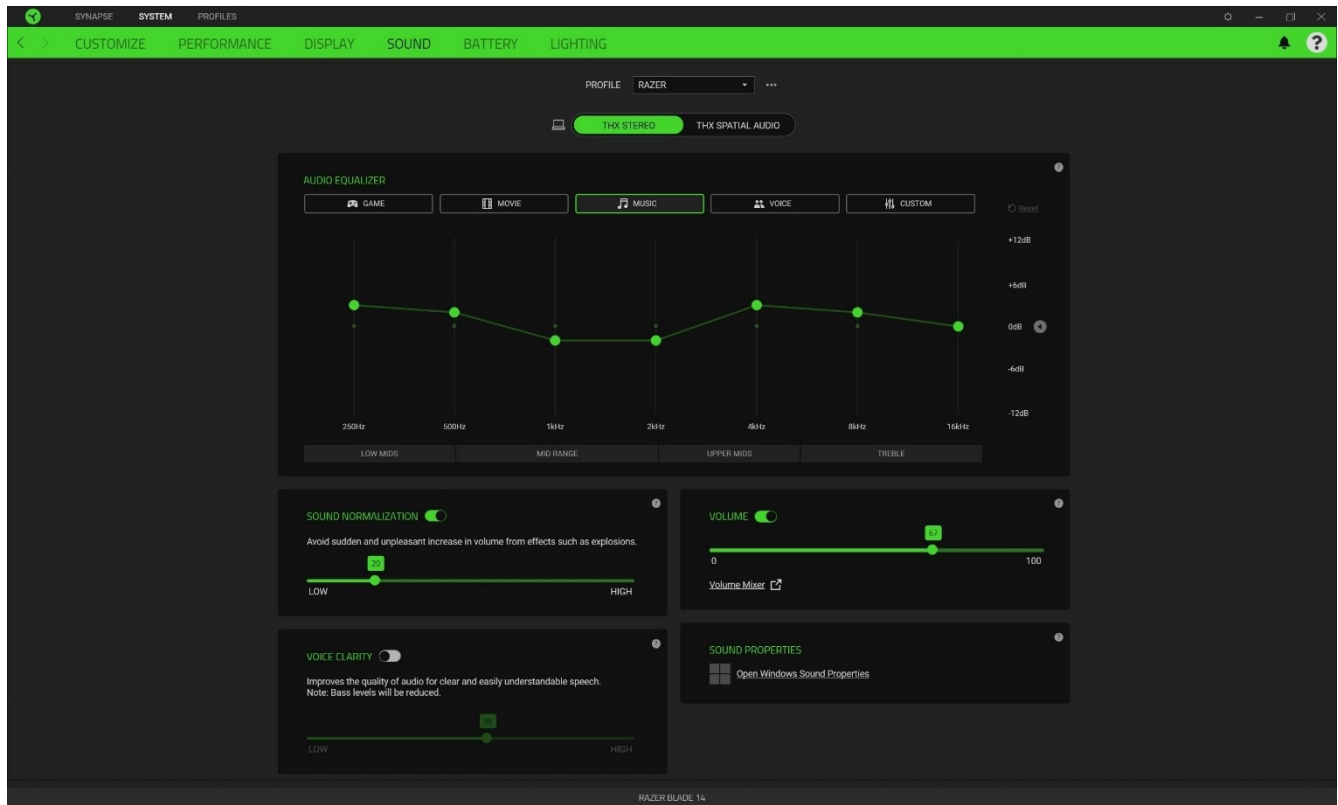 SYNAPSE SYSTEM PROFILES
CUSTOMIZE PERFORMANCE DISPLAY SOUND BATTERY LIGHTING ?
PROFILE RAZER
THX STEREO THX SPATIAL AUDIO
AUDIO EQUALIZER
GAME MOVIE MUSIC VOICE CUSTOM
Reset
+12dB
+6dB
0dB
-6dB
-12dB
250Hz 500Hz 1kHz 2kHz 4kHz 8kHz 16kHz
LOW MIDS MID RANGE UPPER MIDS TREBLE
SOUND NORMALIZATION
Avoid sudden and unpleasant increase in volume from effects such as explosions.
20
LOW HIGH
VOLUME
67
0 100
Volume Mixer
VOICE CLARITY
Improves the quality of audio for clear and easily understandable speech.
Note: Bass levels will be reduced.
LOW HIGH
SOUND PROPERTIES
Open Windows Sound Properties
RAZER BLADE 14